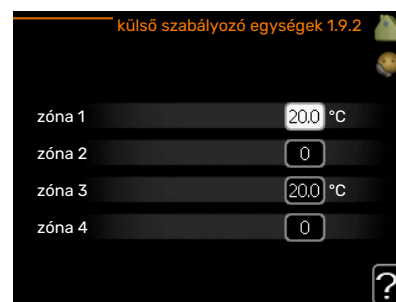 külső szabályozó egységek 1.9.2
zóna 1 20.0 °C
zóna 2 0
zóna 3 20.0 °C
zóna 4 0
?